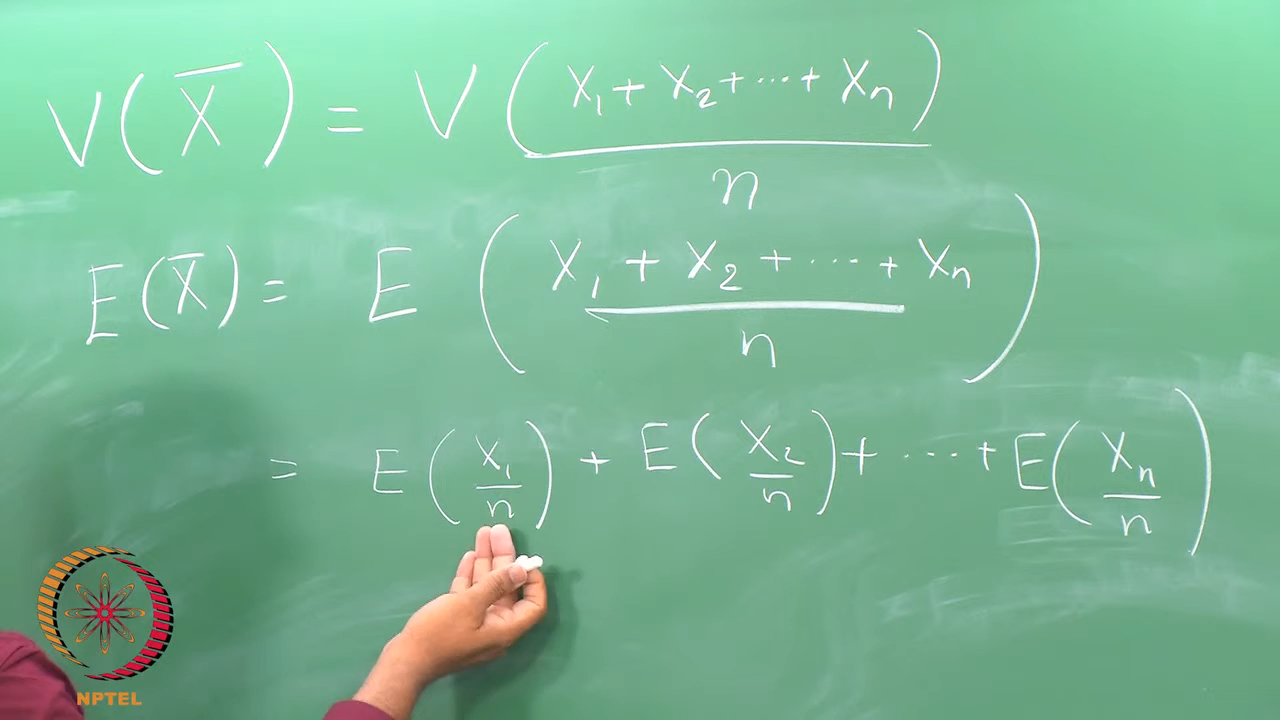 V(X̅) = V(X₁ + X₂ + ... + Xₙ / n)
E(X̅) = E(X₁ + X₂ + .... + Xₙ / n)
= E(X₁/n) + E(X₂/n) + .... + E(Xₙ/n)
NPTEL